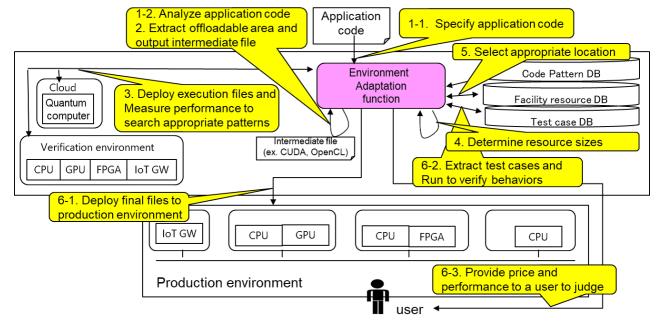 1-2. Analyze application code
2. Extract offloadable area and
output intermediate file
Application
code
1-1. Specify application code
5. Select appropriate location
Cloud
Quantum
computer
3. Deploy execution files and
Measure performance to
search appropriate patterns
Environment
Adaptation
function
Code Pattern DB
Facility resource DB
Test case DB
Intermediate file
(ex. CUDA, OpenCL)
4. Determine resource sizes
Verification environment
CPU GPU FPGA IoT GW
6-2. Extract test cases and
Run to verify behaviors
6-1. Deploy final files to
production environment
IoT GW
CPU GPU
CPU FPGA
CPU
Production environment
6-3. Provide price and
performance to a user to judge
user